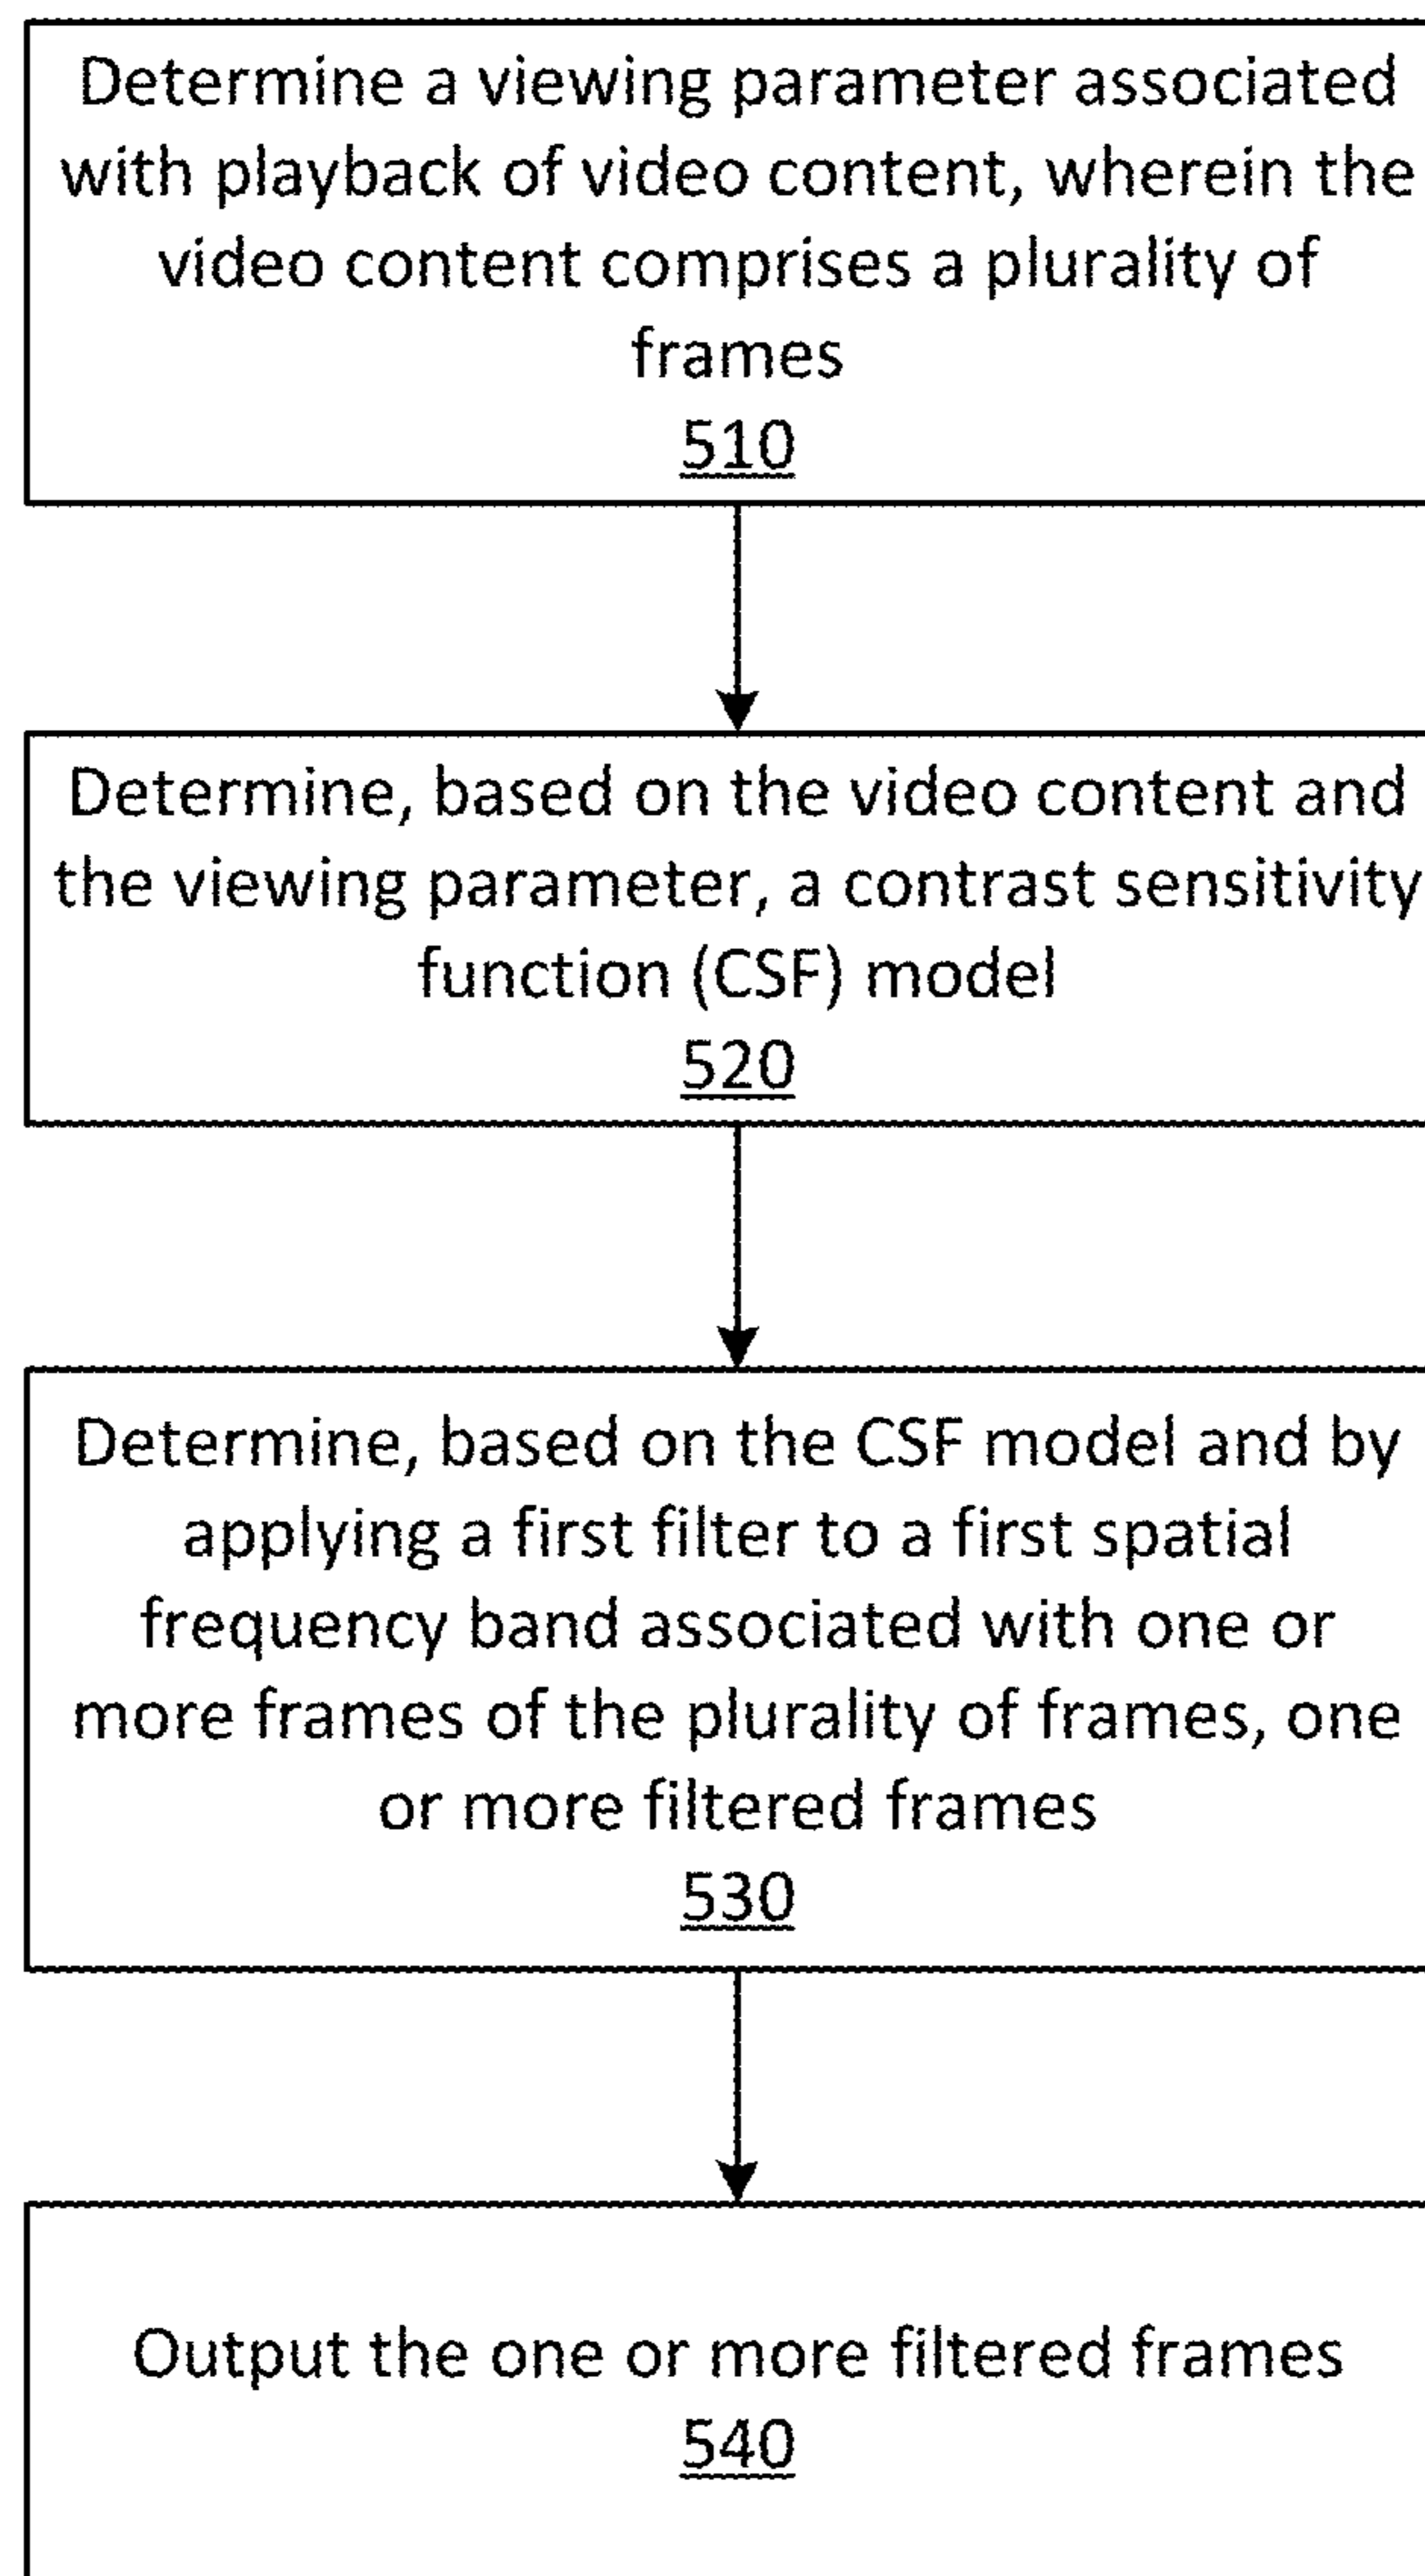 Determine a viewing parameter associated
with playback of video content, wherein the
video content comprises a plurality of
frames
510
Determine, based on the video content and
the viewing parameter, a contrast sensitivity
function (CSF) model
520
Determine, based on the CSF model and by
applying a first filter to a first spatial
frequency band associated with one or
more frames of the plurality of frames, one
or more filtered frames
530
Output the one or more filtered frames
540